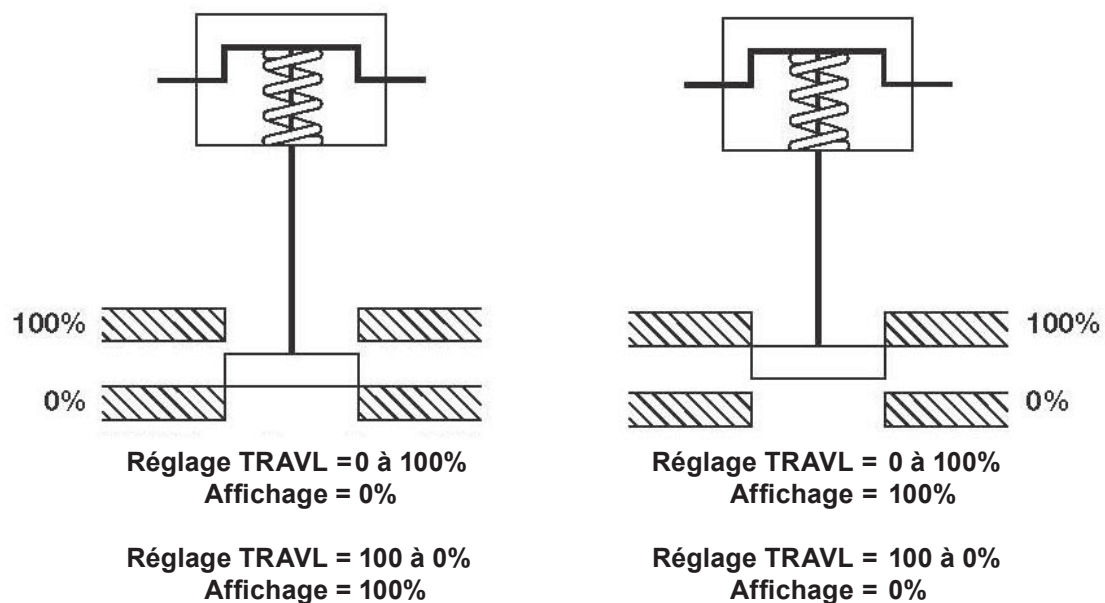 100%
0%
Réglage TRAVL =0 à 100%
Affichage = 0%
Réglage TRAVL = 100 à 0%
Affichage = 100%
100%
0%
Réglage TRAVL = 0 à 100%
Affichage = 100%
Réglage TRAVL = 100 à 0%
Affichage = 0%